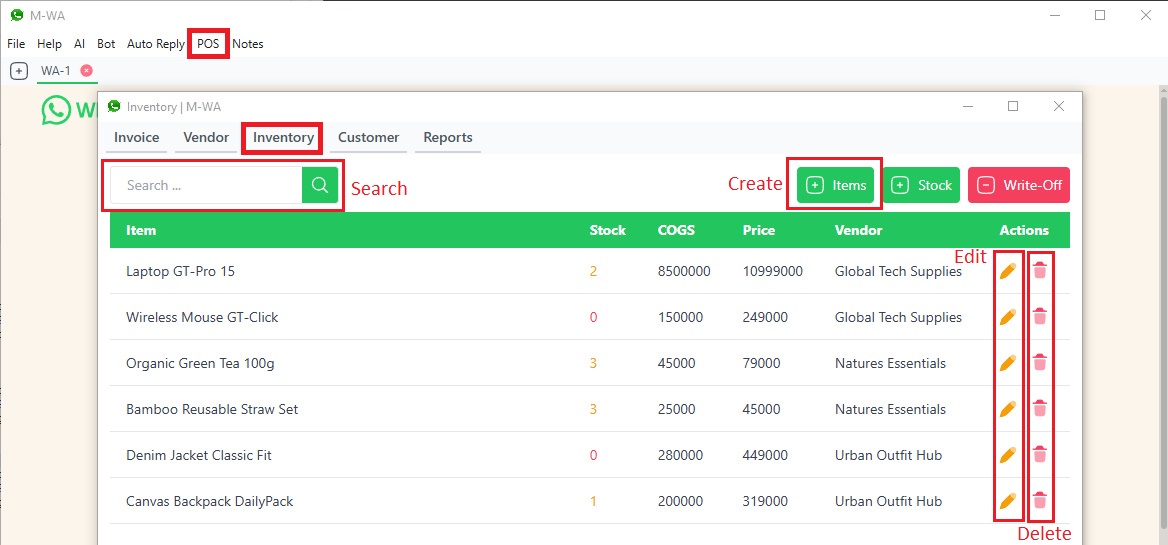 M-WA
File Help AI Bot Auto Reply POS Notes
WA-1
Inventory | M-WA
Invoice Vendor Inventory Customer Reports
Search ... Search Create Items Stock Write-Off
Item Stock COGS Price Vendor Actions
Edit
Laptop GT-Pro 15 2 8500000 10999000 Global Tech Supplies
Wireless Mouse GT-Click 0 150000 249000 Global Tech Supplies
Organic Green Tea 100g 3 45000 79000 Natures Essentials
Bamboo Reusable Straw Set 3 25000 45000 Natures Essentials
Denim Jacket Classic Fit 0 280000 449000 Urban Outfit Hub
Canvas Backpack DailyPack 1 200000 319000 Urban Outfit Hub
Delete